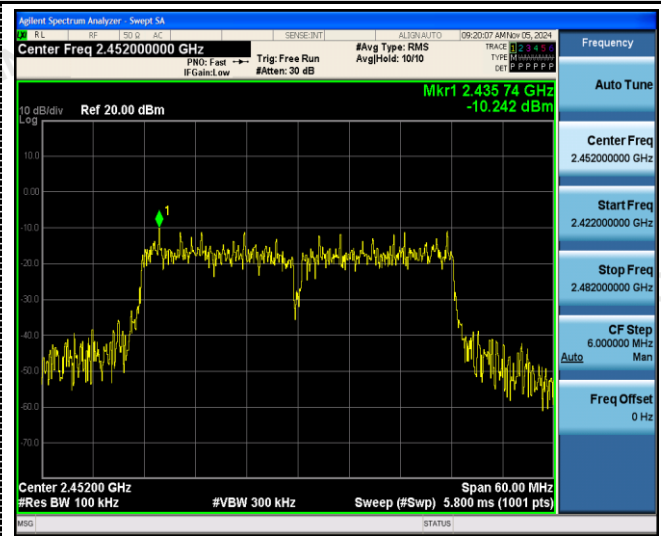 Agilent Spectrum Analyzer - Swept SA
RL RF 50 Ω AC SENSE:INT ALIGNAUTO 09:20:07 AM Nov 05, 2024
Center Freq 2.452000000 GHz
PNO: Fast Trig: Free Run
IFGain:Low #Atten: 30 dB
#Avg Type: RMS
Avg|Hold: 10/10
TRACE 1 2 3 4 5 6
TYPE M
DET P P P P P P
Frequency
Mkr1 2.435 74 GHz
-10.242 dBm
10 dB/div Ref 20.00 dBm
Log
10.0
0.00
-10.0
-20.0
-30.0
-40.0
-50.0
-60.0
-70.0
1
Center 2.45200 GHz Span 60.00 MHz
#Res BW 100 kHz #VBW 300 kHz Sweep (#Swp) 5.800 ms (1001 pts)
MSG STATUS
Auto Tune
Center Freq
2.452000000 GHz
Start Freq
2.422000000 GHz
Stop Freq
2.482000000 GHz
CF Step
6.000000 MHz
Auto Man
Freq Offset
0 Hz